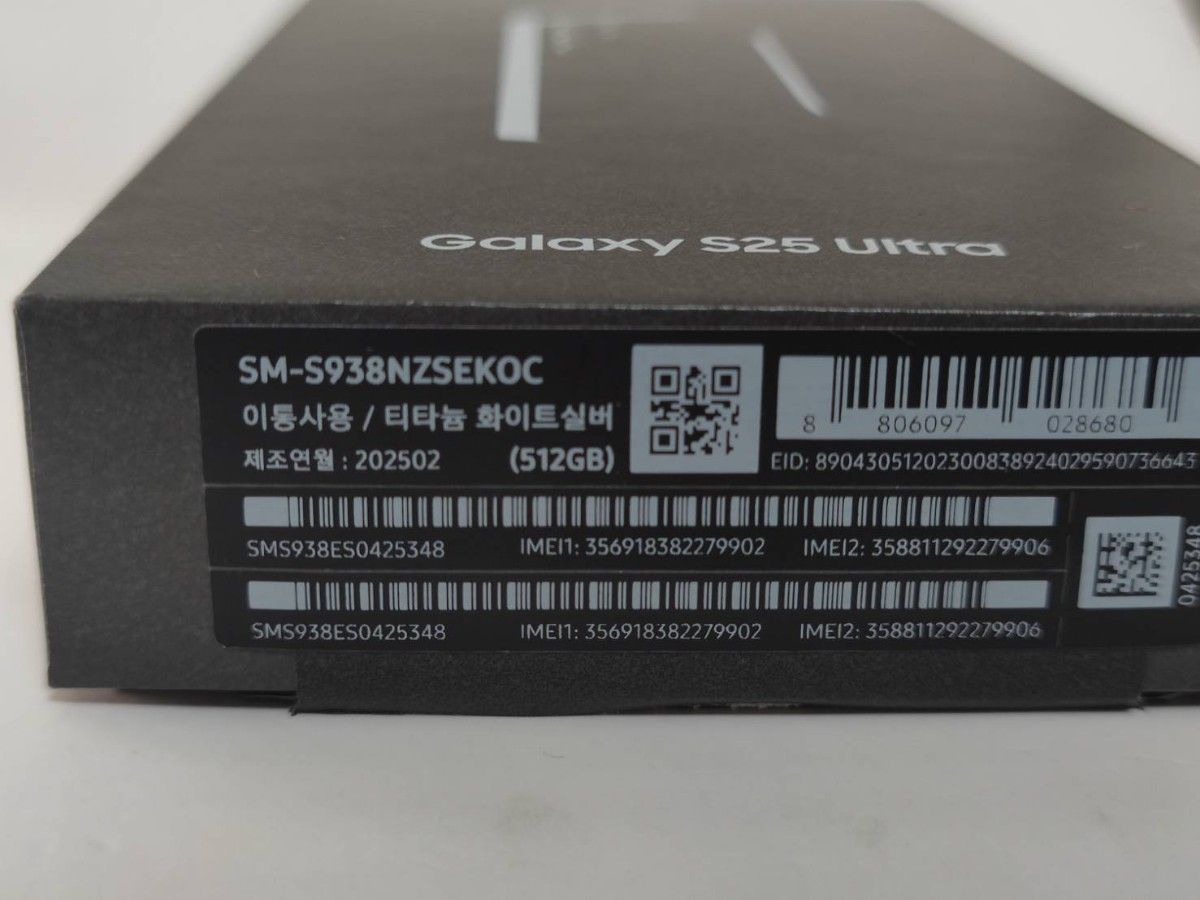 Galaxy S25 Ultra
SM-S938NZSEKOC
이동사용 / 티타늄 화이트실버
제조연월 : 202502 (512GB)
8 806097 028680
EID: 89043051202300838924029590736643
SMS938ES0425348 IMEI1: 356918382279902 IMEI2: 358811292279906
SMS938ES0425348 IMEI1: 356918382279902 IMEI2: 358811292279906
0425348